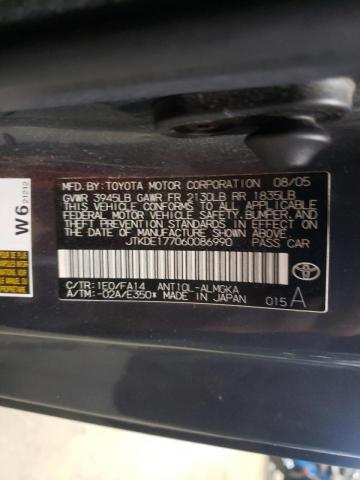 MFD. BY: TOYOTA MOTOR CORPORATION 08/05
GVWR 3945LB GAWR FR 2130LB RR 1835LB
THIS VEHICLE CONFORMS TO ALL APPLICABLE
FEDERAL MOTOR VEHICLE SAFETY, BUMPER, AND
THEFT PREVENTION STANDARDS IN EFFECT ON
THE DATE OF MANUFACTURE SHOWN ABOVE.
JTKDE177060086990 PASS CAR
C/TR: 1E0/FA14 ANT10L-ALMGKA
A/TM: -02A/E350* MADE IN JAPAN 015 A
W6 21212